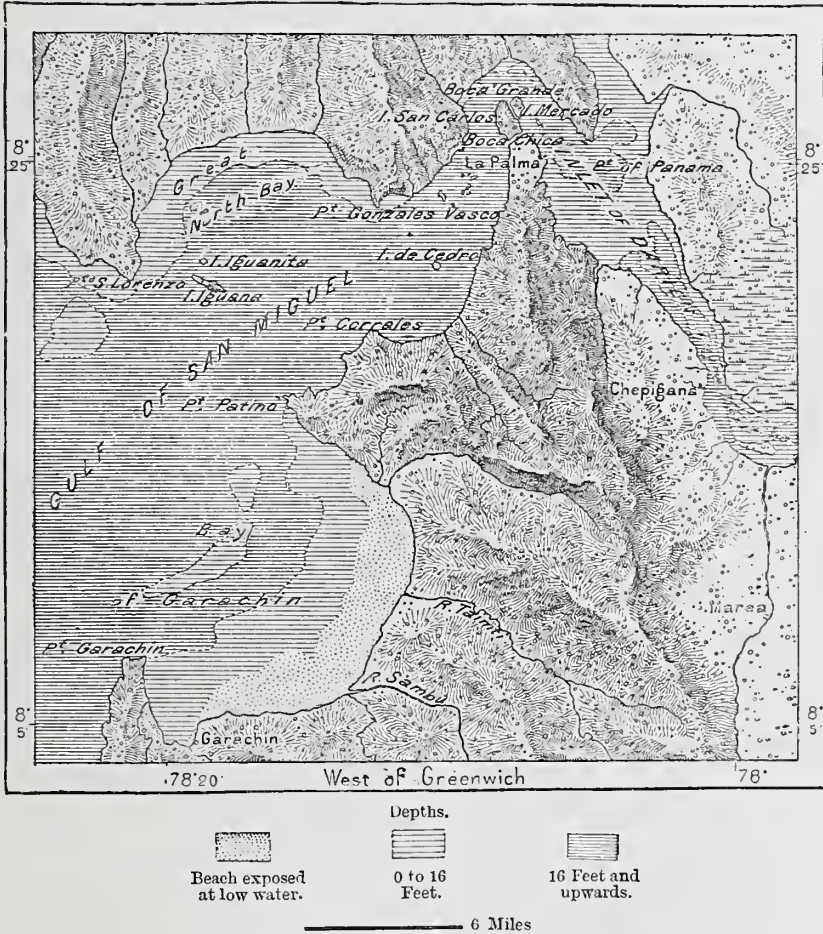 Boca Grande
I. Mercado
I. San Carlos
Boca Chica
8°
25'
La Palma
Pt. of Panama
8°
25'
Great
North Bay
INLET OF DARIEN
Pt. Gonzales Vasco
I. de Cedro
I. Iguanita
Pt. S. Lorenzo
I. Iguana
GULF OF SAN MIGUEL
Pt. Corrales
Pt. Patino
Chepigana
Bay
of Garachin
Marea
R. Taimiti
Pt. Garachin
R. Sambu
8°
5'
Garachin
8°
5'
78°20'
West of Greenwich
78°
Depths.
Beach exposed
at low water.
0 to 16
Feet.
16 Feet and
upwards.
6 Miles